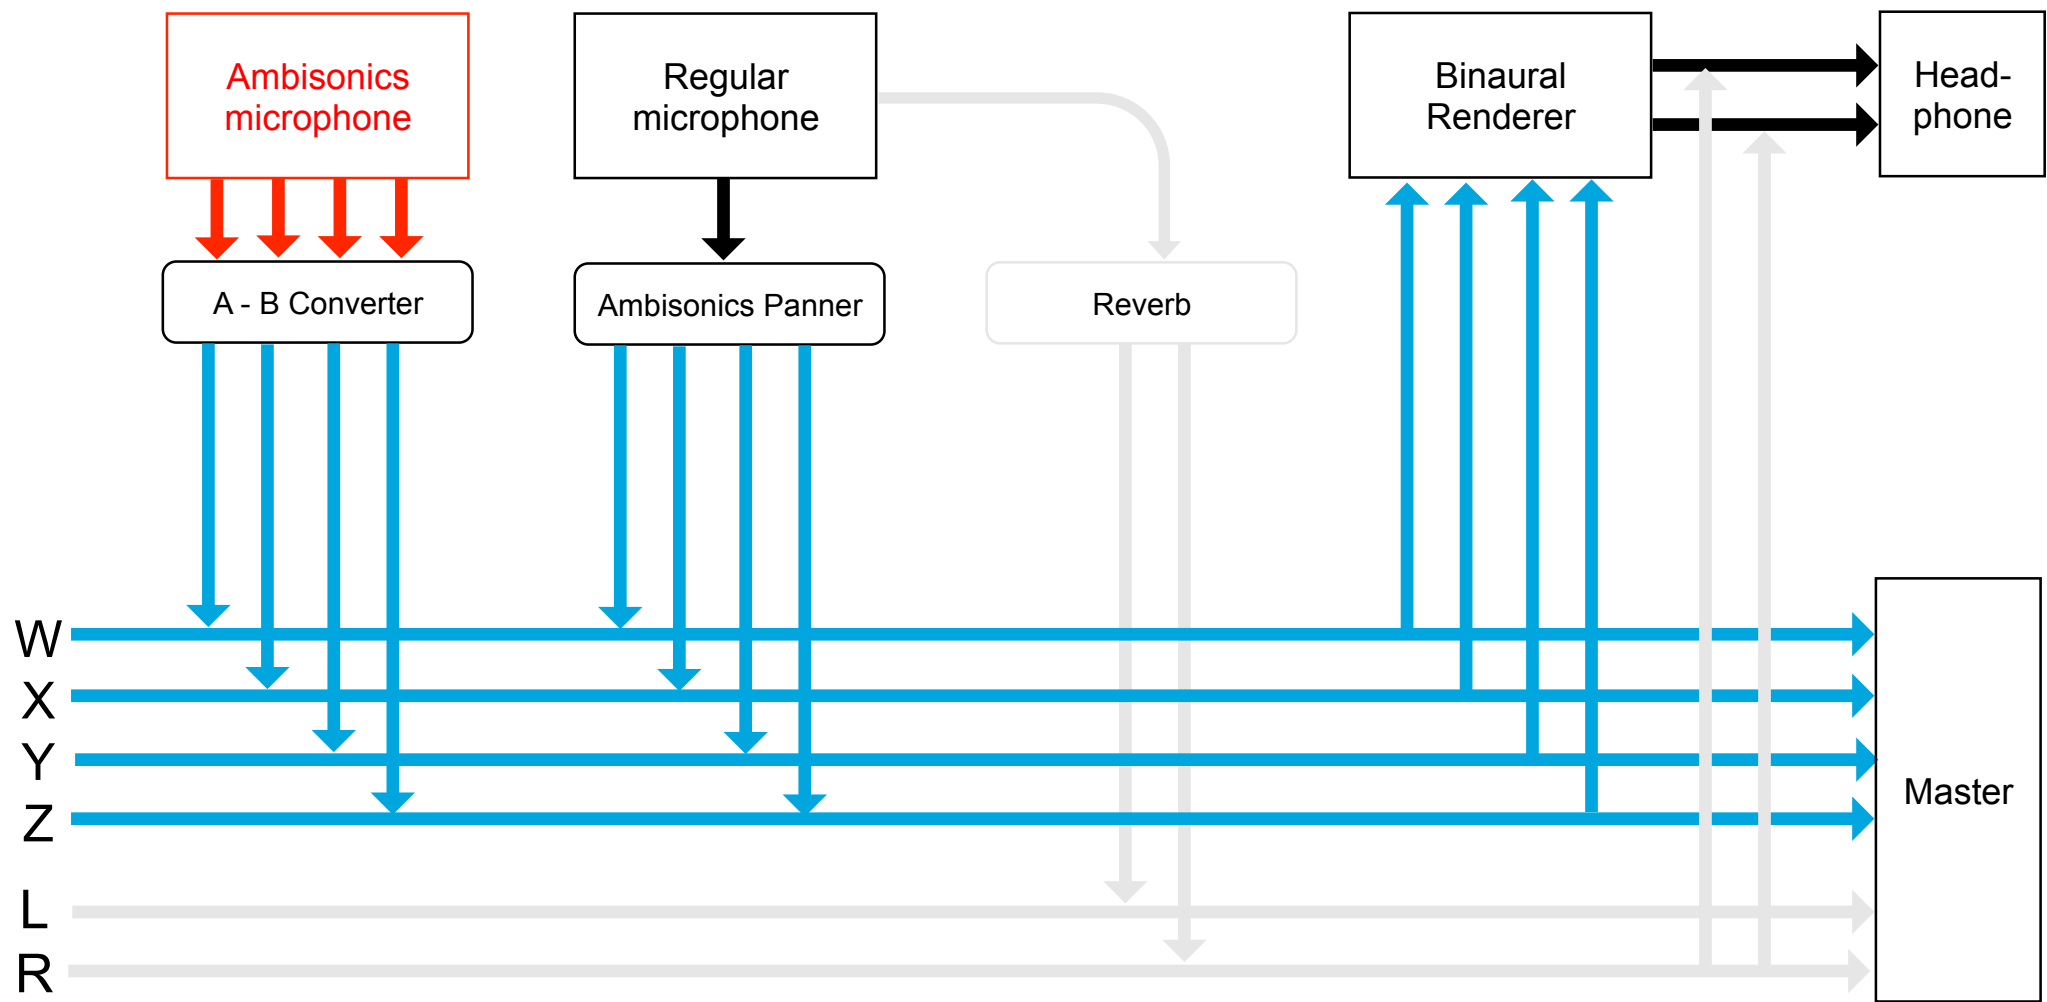 Ambisonics
microphone
Regular
microphone
Binaural
Renderer
Head-
phone
A - B Converter
Ambisonics Panner
Reverb
W
X
Y
Z
Master
L
R